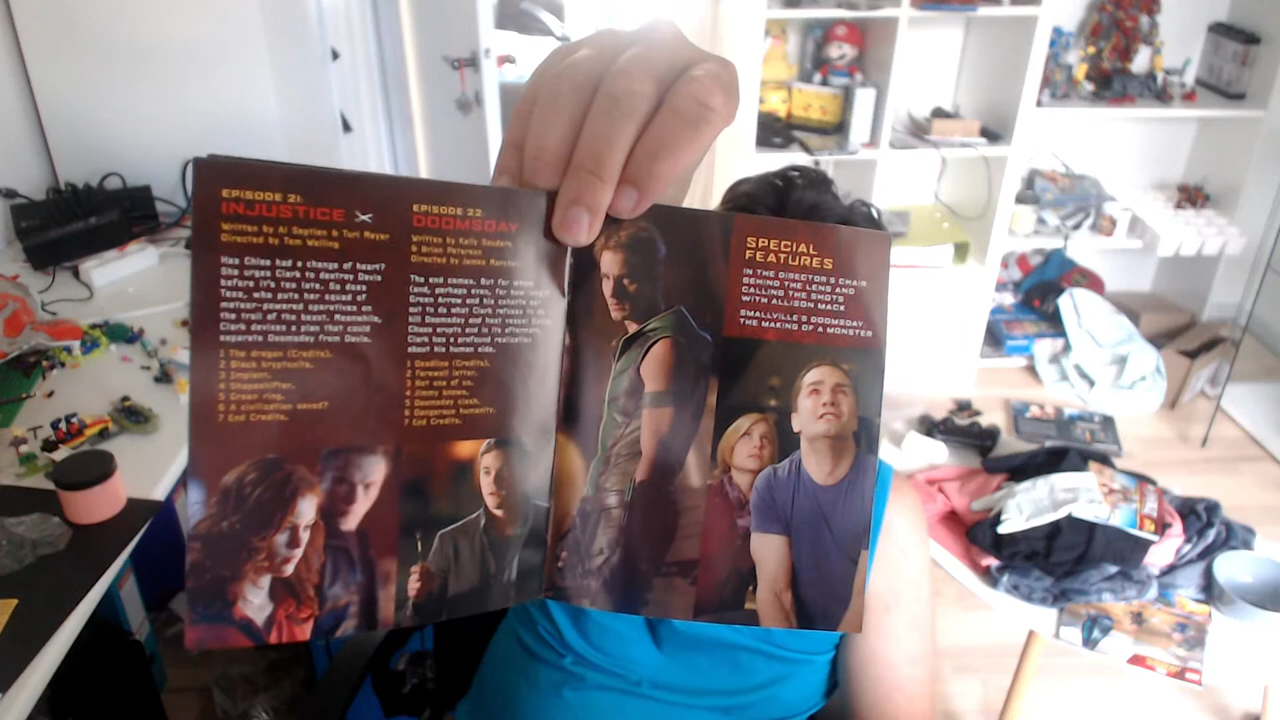 EPISODE 21:
INJUSTICE
Written by Al Septien & Turi Meyer
Directed by Tom Welling
Has Chloe had a change of heart?
She urges Clark to destroy Davis
before it's too late. So does
Tess, who puts her squad of
meteor-powered operatives on
the trail of the beast. Meanwhile,
Clark devises a plan that could
separate Doomsday from Davis.
1 The dragon (Credits).
2 Black kryptonite.
3 Implant.
4 Shapeshifter.
5 Green ring.
6 A civilization saved?
7 End Credits.
EPISODE 22:
DOOMSDAY
Written by Kelly Souders
& Brian Peterson
Directed by James Marshall
The end comes. But for whom
(and, perhaps even, for how long)?
Green Arrow and his cohorts set
out to do what Clark refuses to do:
kill Doomsday and host vessel Davis.
Chaos erupts and in its aftermath,
Clark has a profound realization
about his human side.
1 Deadline (Credits).
2 Farewell letter.
3 Not one of us.
4 Jimmy knows.
5 Doomsday clash.
6 Dangerous humanity.
7 End Credits.
SPECIAL
FEATURES
IN THE DIRECTOR'S CHAIR
BEHIND THE LENS AND
CALLING THE SHOTS
WITH ALLISON MACK
SMALLVILLE'S DOOMSDAY
THE MAKING OF A MONSTER